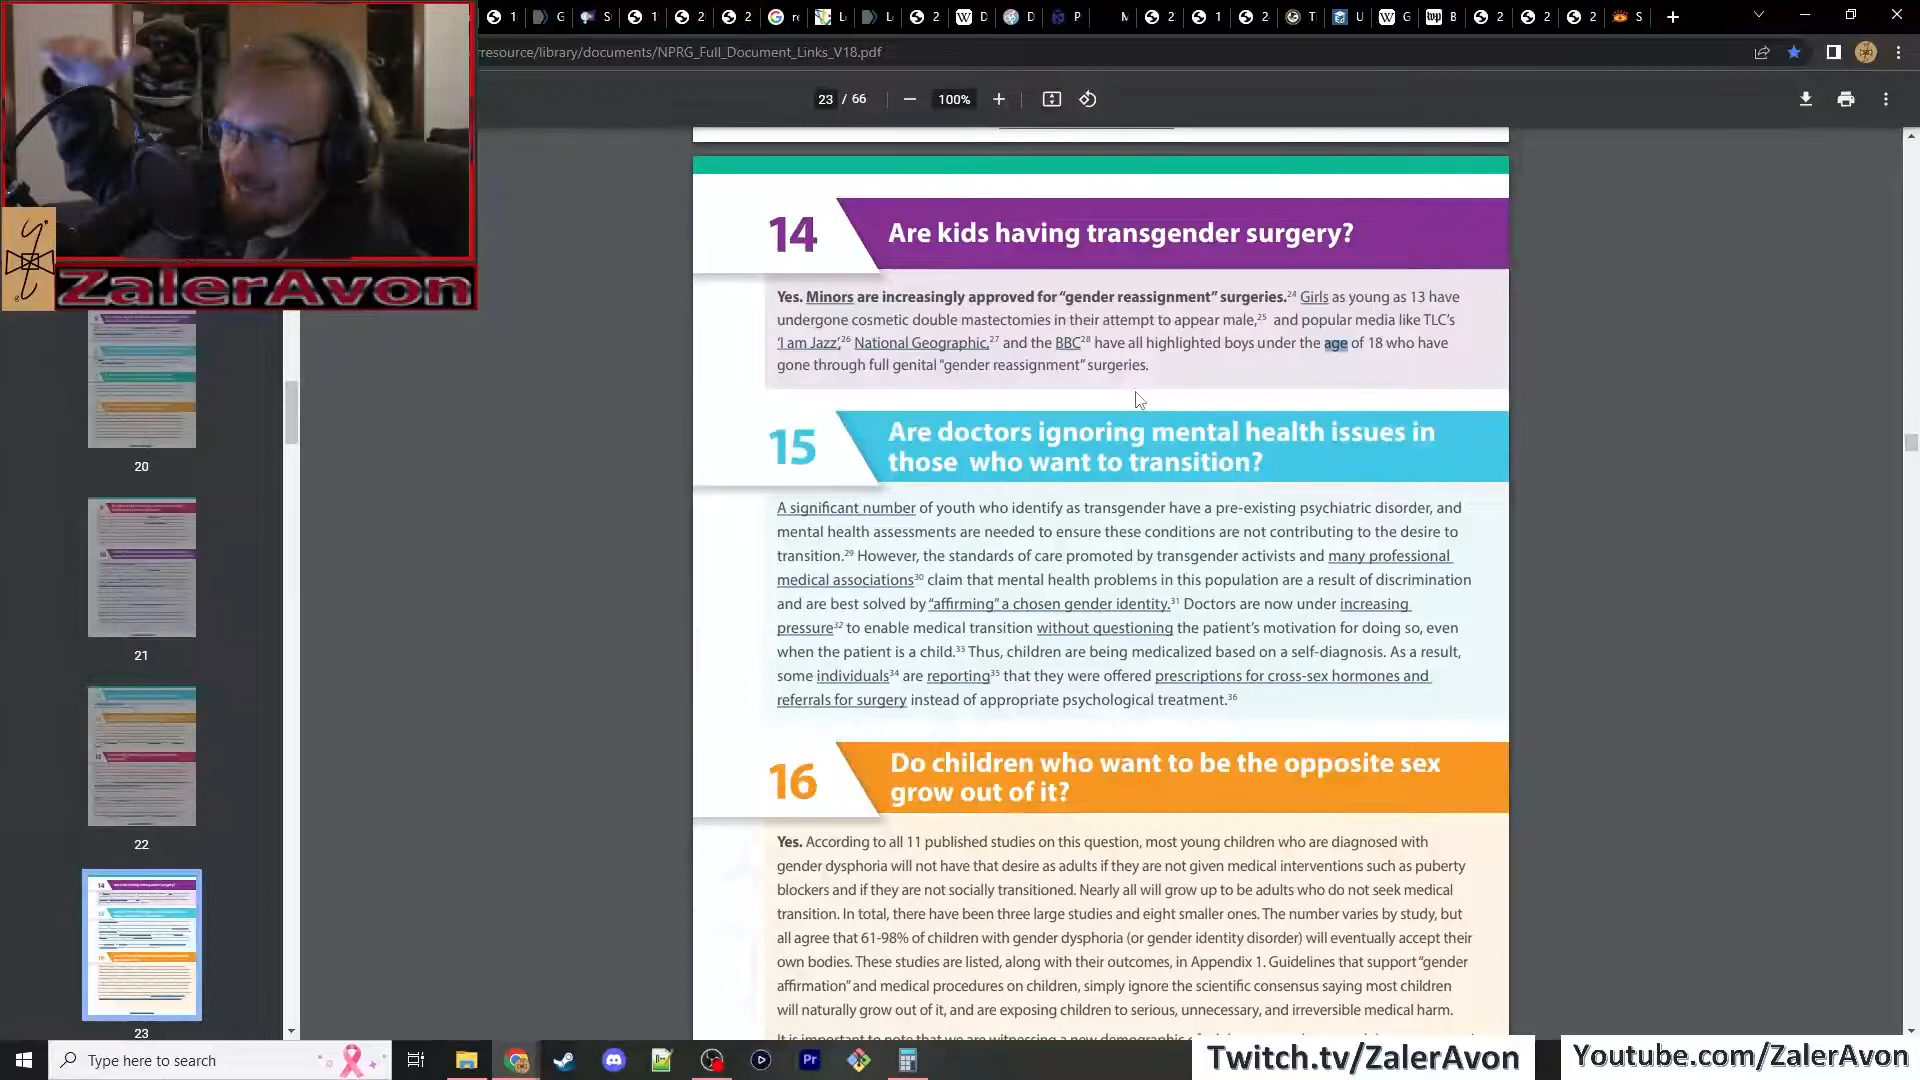 rresource/library/documents/NPRG_Full_Document_Links_V18.pdf
23 / 66
100%
ZalerAvon
20
21
22
23
14
Are kids having transgender surgery?
Yes. Minors are increasingly approved for “gender reassignment” surgeries.24 Girls as young as 13 have
undergone cosmetic double mastectomies in their attempt to appear male,25 and popular media like TLC’s
‘I am Jazz’,26 National Geographic,27 and the BBC28 have all highlighted boys under the age of 18 who have
gone through full genital “gender reassignment” surgeries.
15
Are doctors ignoring mental health issues in
those who want to transition?
A significant number of youth who identify as transgender have a pre-existing psychiatric disorder, and
mental health assessments are needed to ensure these conditions are not contributing to the desire to
transition.29 However, the standards of care promoted by transgender activists and many professional
medical associations30 claim that mental health problems in this population are a result of discrimination
and are best solved by “affirming” a chosen gender identity.31 Doctors are now under increasing
pressure32 to enable medical transition without questioning the patient’s motivation for doing so, even
when the patient is a child.33 Thus, children are being medicalized based on a self-diagnosis. As a result,
some individuals34 are reporting35 that they were offered prescriptions for cross-sex hormones and
referrals for surgery instead of appropriate psychological treatment.36
16
Do children who want to be the opposite sex
grow out of it?
Yes. According to all 11 published studies on this question, most young children who are diagnosed with
gender dysphoria will not have that desire as adults if they are not given medical interventions such as puberty
blockers and if they are not socially transitioned. Nearly all will grow up to be adults who do not seek medical
transition. In total, there have been three large studies and eight smaller ones. The number varies by study, but
all agree that 61-98% of children with gender dysphoria (or gender identity disorder) will eventually accept their
own bodies. These studies are listed, along with their outcomes, in Appendix 1. Guidelines that support “gender
affirmation” and medical procedures on children, simply ignore the scientific consensus saying most children
will naturally grow out of it, and are exposing children to serious, unnecessary, and irreversible medical harm.
Type here to search
Twitch.tv/ZalerAvon
Youtube.com/ZalerAvon